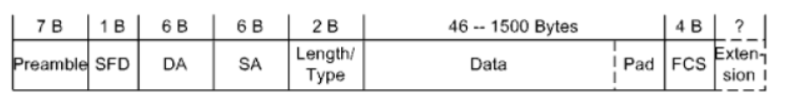 7 B 1 B 6 B 6 B 2 B 46 -- 1500 Bytes 4 B ?
Preamble SFD DA SA Length/ Type Data Pad FCS Exten- sion